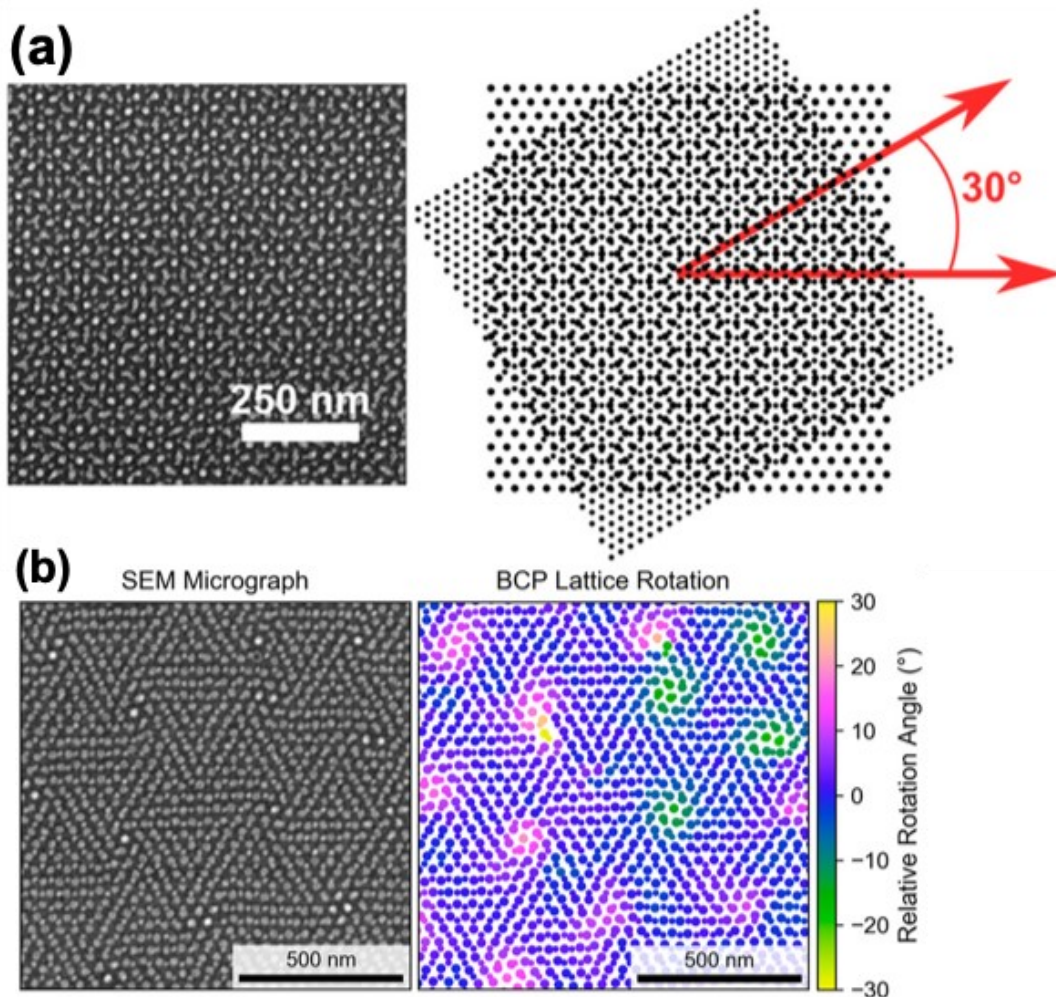 (a)
250 nm
30°
(b)
SEM Micrograph
BCP Lattice Rotation
500 nm
500 nm
30
20
10
0
−10
−20
−30
Relative Rotation Angle (°)